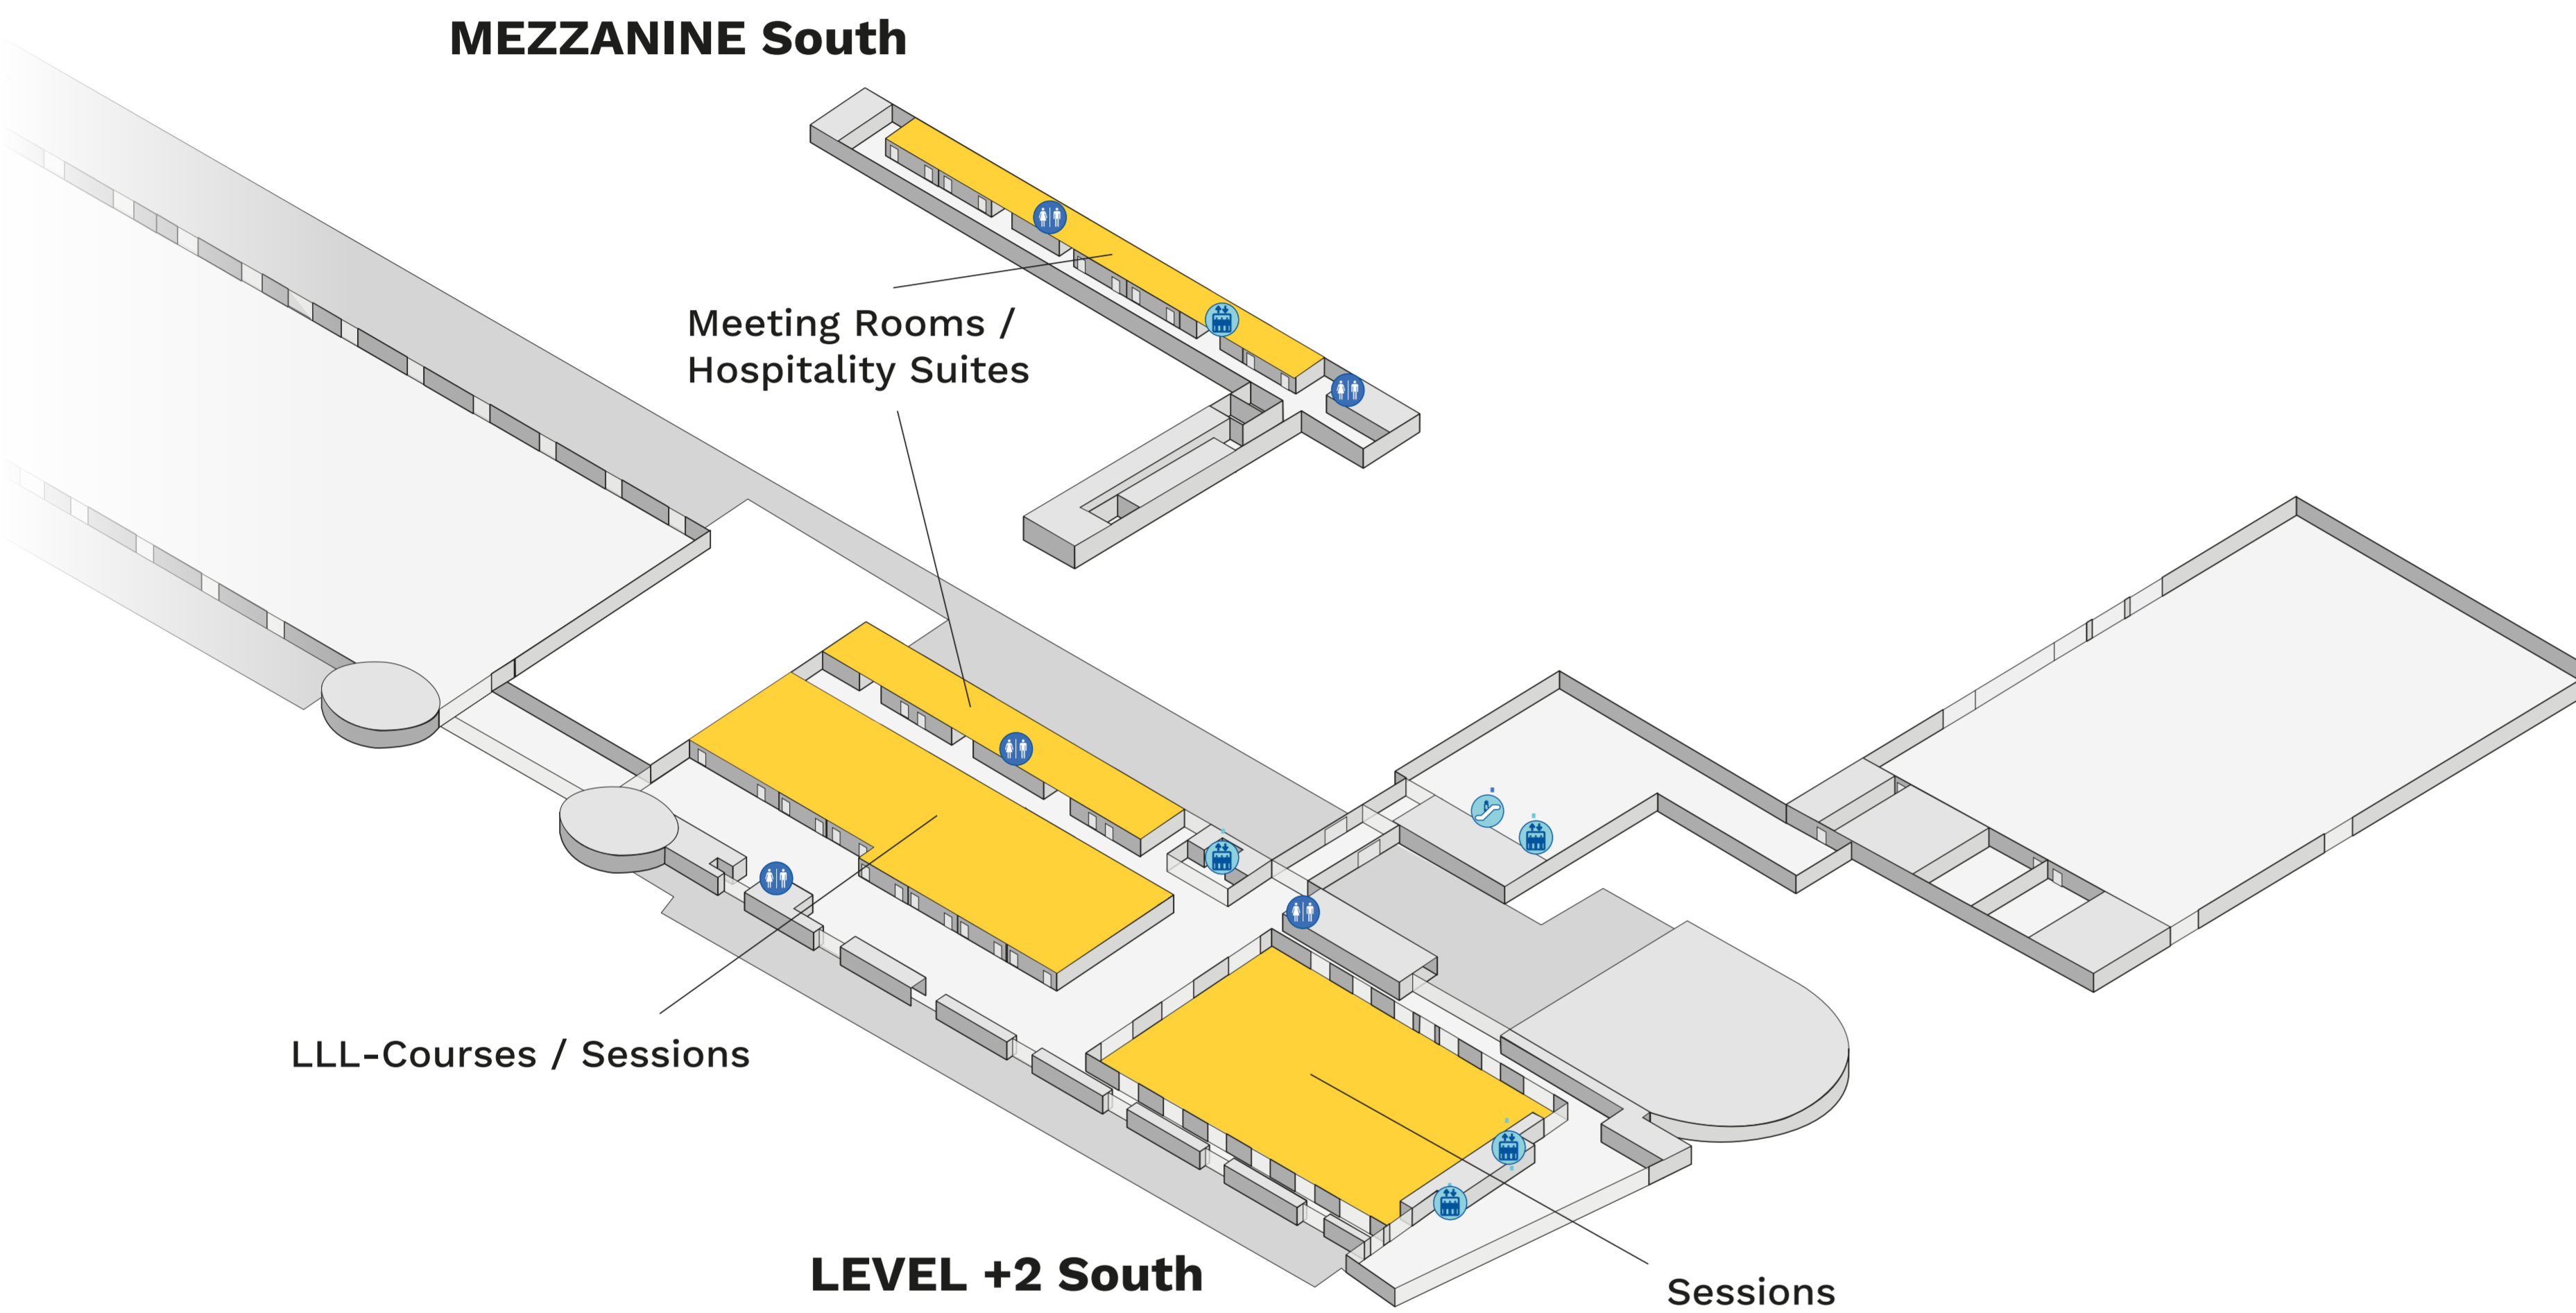 MEZZANINE South
Meeting Rooms /
Hospitality Suites
LLL-Courses / Sessions
LEVEL +2 South
Sessions